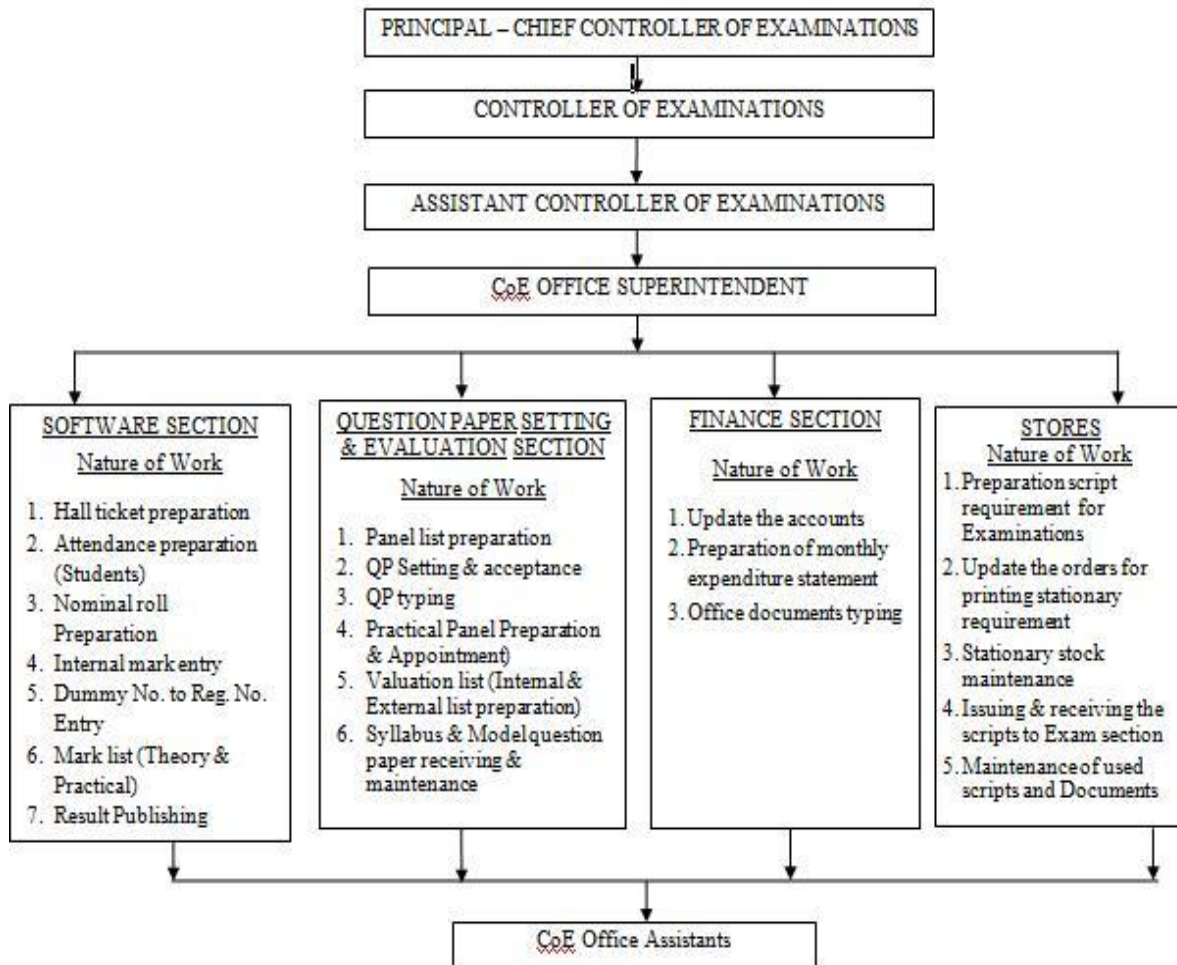 PRINCIPAL – CHIEF CONTROLLER OF EXAMINATIONS
CONTROLLER OF EXAMINATIONS
ASSISTANT CONTROLLER OF EXAMINATIONS
CoE OFFICE SUPERINTENDENT
SOFTWARE SECTION
Nature of Work
1. Hall ticket preparation
2. Attendance preparation
(Students)
3. Nominal roll
Preparation
4. Internal mark entry
5. Dummy No. to Reg. No.
Entry
6. Mark list (Theory &
Practical)
7. Result Publishing
QUESTION PAPER SETTING
& EVALUATION SECTION
Nature of Work
1. Panel list preparation
2. QP Setting & acceptance
3. QP typing
4. Practical Panel Preparation
& Appointment)
5. Valuation list (Internal &
External list preparation)
6. Syllabus & Model question
paper receiving &
maintenance
FINANCE SECTION
Nature of Work
1. Update the accounts
2. Preparation of monthly
expenditure statement
3. Office documents typing
STORES
Nature of Work
1. Preparation script
requirement for
Examinations
2. Update the orders for
printing stationary
requirement
3. Stationary stock
maintenance
4. Issuing & receiving the
scripts to Exam section
5. Maintenance of used
scripts and Documents
CoE Office Assistants